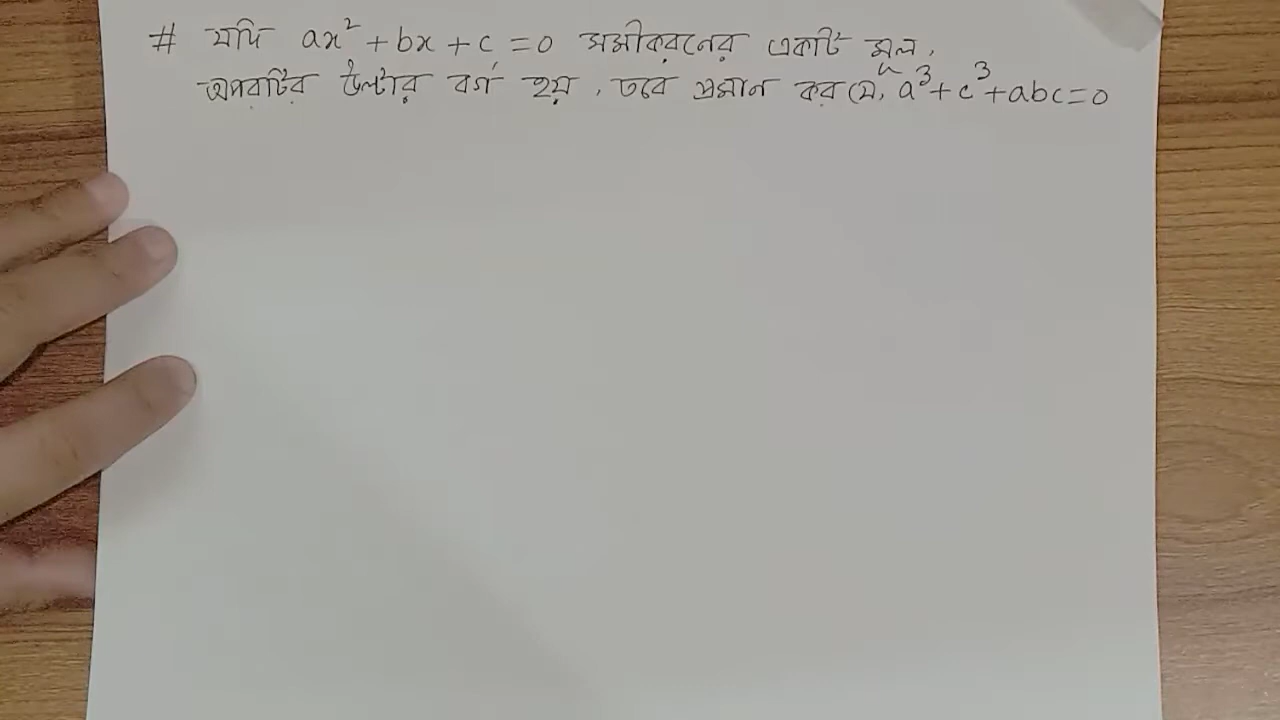 # যদি ax² + bx + c = 0 সমীকরনের একটি মূল,
অপরটির উল্টার বর্গ হয়, তবে প্রমান কর যে, a³ + c³ + abc = 0